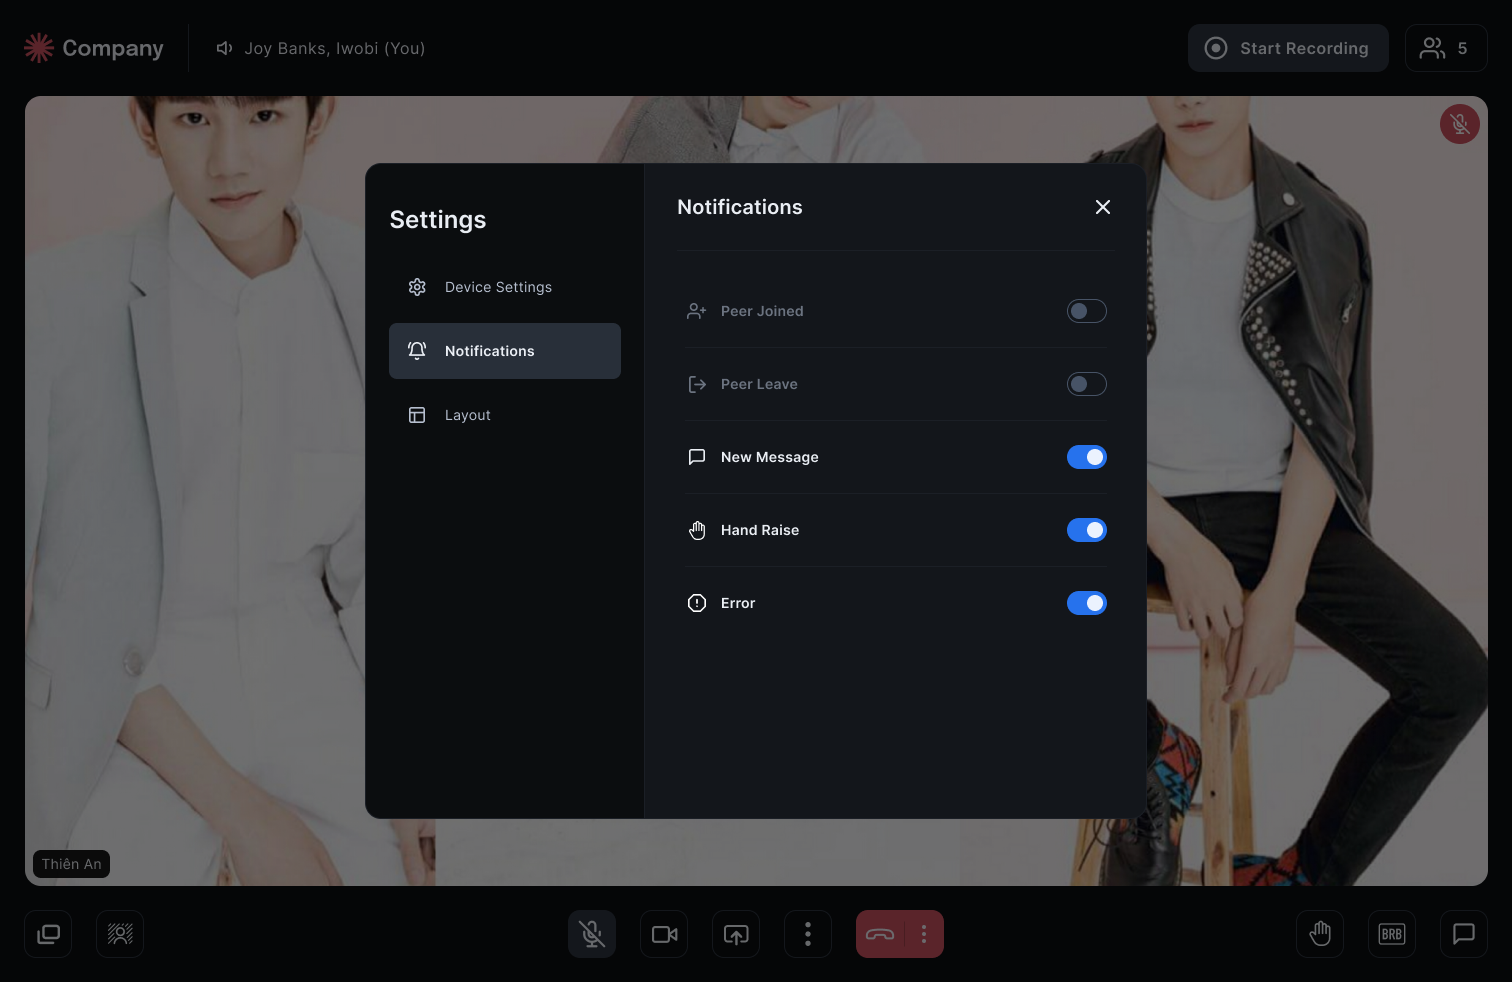 Company
Joy Banks, Iwobi (You)
Start Recording
5
Settings
Device Settings
Notifications
Layout
Notifications
Peer Joined
Peer Leave
New Message
Hand Raise
Error
Thiên An
BRB